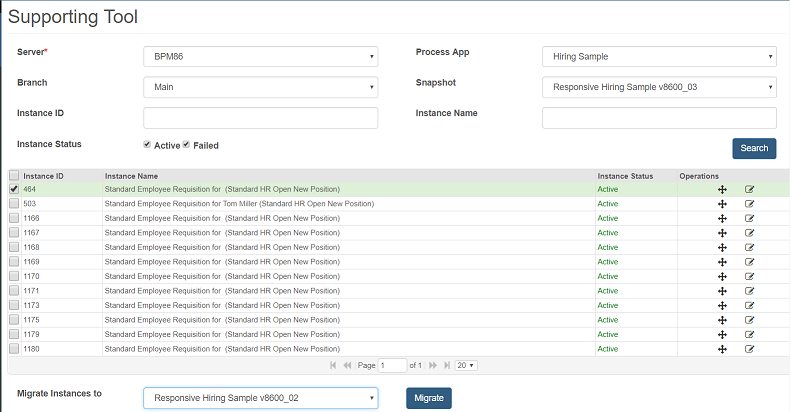 Supporting Tool
Server* BPM86 Process App Hiring Sample
Branch Main Snapshot Responsive Hiring Sample v8600_03
Instance ID Instance Name
Instance Status Active Failed Search
Instance ID Instance Name Instance Status Operations
464 Standard Employee Requisition for (Standard HR Open New Position) Active
503 Standard Employee Requisition for Tom Miller (Standard HR Open New Position) Active
1166 Standard Employee Requisition for (Standard HR Open New Position) Active
1167 Standard Employee Requisition for (Standard HR Open New Position) Active
1168 Standard Employee Requisition for (Standard HR Open New Position) Active
1169 Standard Employee Requisition for (Standard HR Open New Position) Active
1170 Standard Employee Requisition for (Standard HR Open New Position) Active
1171 Standard Employee Requisition for (Standard HR Open New Position) Active
1173 Standard Employee Requisition for (Standard HR Open New Position) Active
1175 Standard Employee Requisition for (Standard HR Open New Position) Active
1179 Standard Employee Requisition for (Standard HR Open New Position) Active
1180 Standard Employee Requisition for (Standard HR Open New Position) Active
Page 1 of 1 20
Migrate Instances to Responsive Hiring Sample v8600_02 Migrate